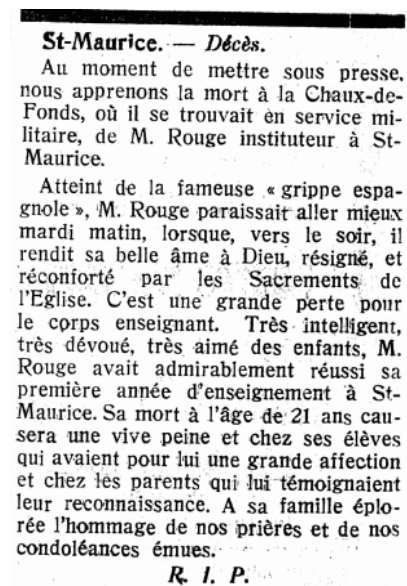 St-Maurice. — Décès.
Au moment de mettre sous presse,
nous apprenons la mort à la Chaux-de-
Fonds, où il se trouvait en service mi-
litaire, de M. Rouge instituteur à St-
Maurice.
Atteint de la fameuse « grippe espa-
gnole », M. Rouge paraissait aller mieux
mardi matin, lorsque, vers le soir, il
rendit sa belle âme à Dieu, résigné, et
réconforté par les Sacrements de
l'Eglise. C'est une grande perte pour
le corps enseignant. Très intelligent,
très dévoué, très aimé des enfants, M.
Rouge avait admirablement réussi sa
première année d'enseignement à St-
Maurice. Sa mort à l'âge de 21 ans cau-
sera une vive peine et chez ses élèves
qui avaient pour lui une grande affection
et chez les parents qui lui témoignaient
leur reconnaissance. A sa famille éplo-
rée l'hommage de nos prières et de nos
condoléances émues.
R. I. P.